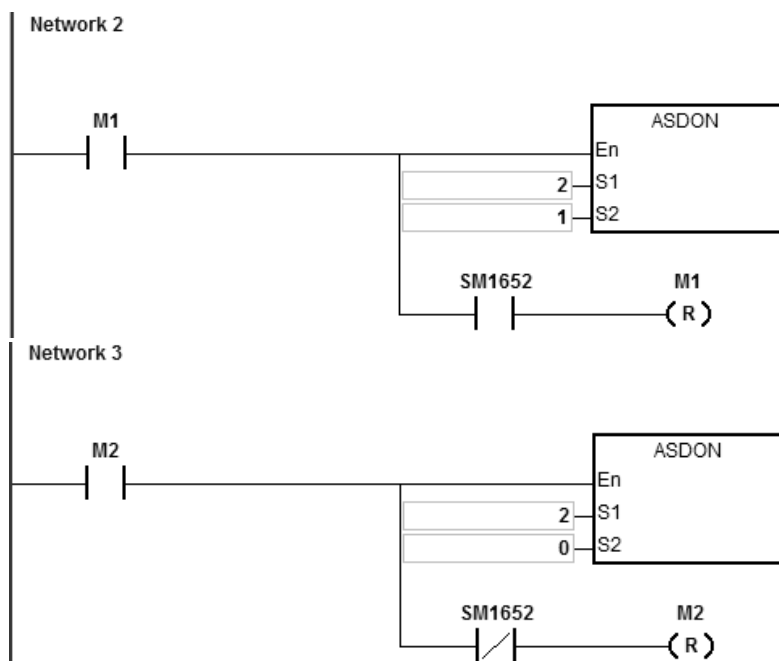 Network 2
M1
ASDON
En
2 S1
1 S2
SM1652 M1
R
Network 3
M2
ASDON
En
2 S1
0 S2
SM1652 M2
R